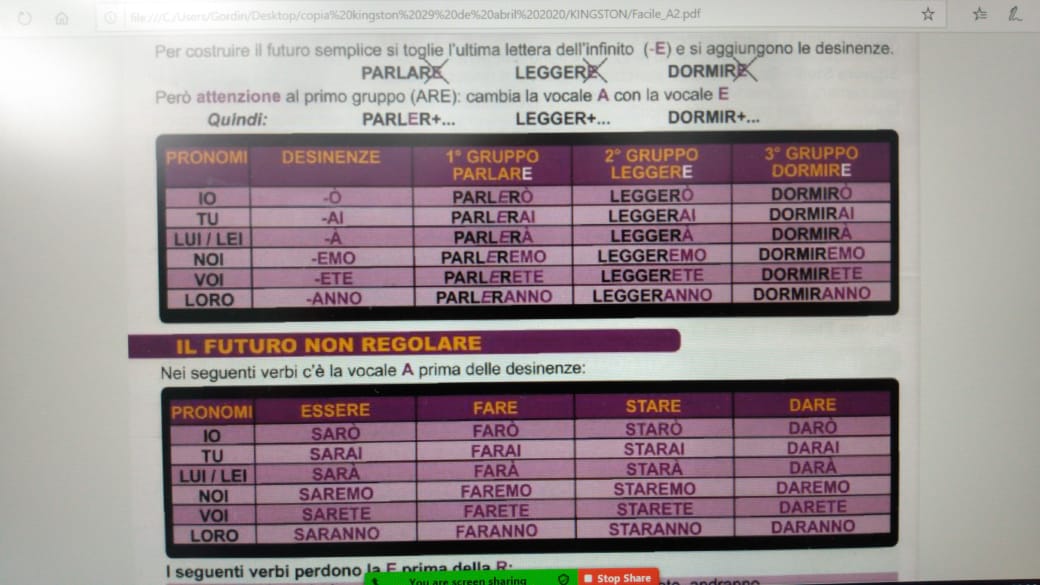 file:///C:/Users/Gordin/Desktop/copia%20kingston%2029%20de%20abril%202020/KINGSTON/Facile_A2.pdf
Per costruire il futuro semplice si toglie l'ultima lettera dell'infinito (-E) e si aggiungono le desinenze.
PARLARE LEGGERE DORMIRE
Però attenzione al primo gruppo (ARE): cambia la vocale A con la vocale E
Quindi: PARLER+... LEGGER+... DORMIR+...
PRONOMI DESINENZE 1° GRUPPO PARLARE 2° GRUPPO LEGGERE 3° GRUPPO DORMIRE
IO -Ò PARLERÒ LEGGERÒ DORMIRÒ
TU -AI PARLERAI LEGGERAI DORMIRAI
LUI / LEI -À PARLERÀ LEGGERÀ DORMIRÀ
NOI -EMO PARLEREMO LEGGEREMO DORMIREMO
VOI -ETE PARLERETE LEGGERETE DORMIRETE
LORO -ANNO PARLERANNO LEGGERANNO DORMIRANNO
IL FUTURO NON REGOLARE
Nei seguenti verbi c'è la vocale A prima delle desinenze:
PRONOMI ESSERE FARE STARE DARE
IO SARÒ FARÒ STARÒ DARÒ
TU SARAI FARAI STARAI DARAI
LUI / LEI SARÀ FARÀ STARÀ DARÀ
NOI SAREMO FAREMO STAREMO DAREMO
VOI SARETE FARETE STARETE DARETE
LORO SARANNO FARANNO STARANNO DARANNO
I seguenti verbi perdono la E prima della R:
You are screen sharing Stop Share
andranno